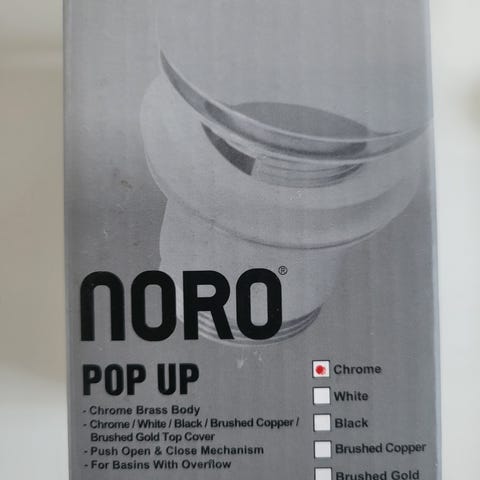 NORO®
POP UP
- Chrome Brass Body
- Chrome / White / Black / Brushed Copper /
Brushed Gold Top Cover
- Push Open & Close Mechanism
- For Basins With Overflow
Chrome
White
Black
Brushed Copper
Brushed Gold